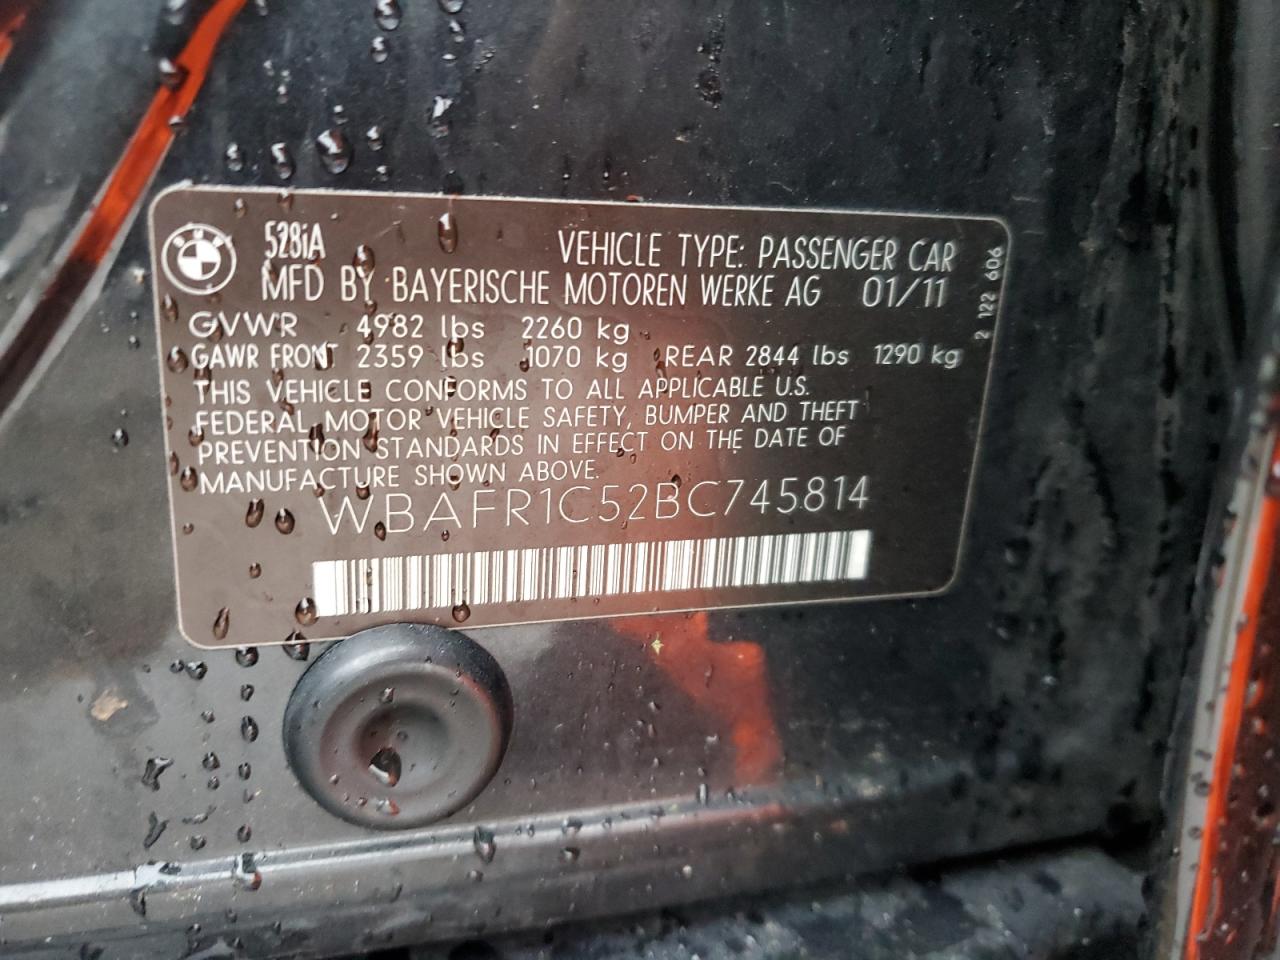 528iA VEHICLE TYPE: PASSENGER CAR
MFD BY BAYERISCHE MOTOREN WERKE AG 01/11
GVWR 4982 lbs 2260 kg
GAWR FRONT 2359 lbs 1070 kg REAR 2844 lbs 1290 kg
THIS VEHICLE CONFORMS TO ALL APPLICABLE U.S.
FEDERAL MOTOR VEHICLE SAFETY, BUMPER AND THEFT
PREVENTION STANDARDS IN EFFECT ON THE DATE OF
MANUFACTURE SHOWN ABOVE.
WBAFR1C52BC745814
2 122 606